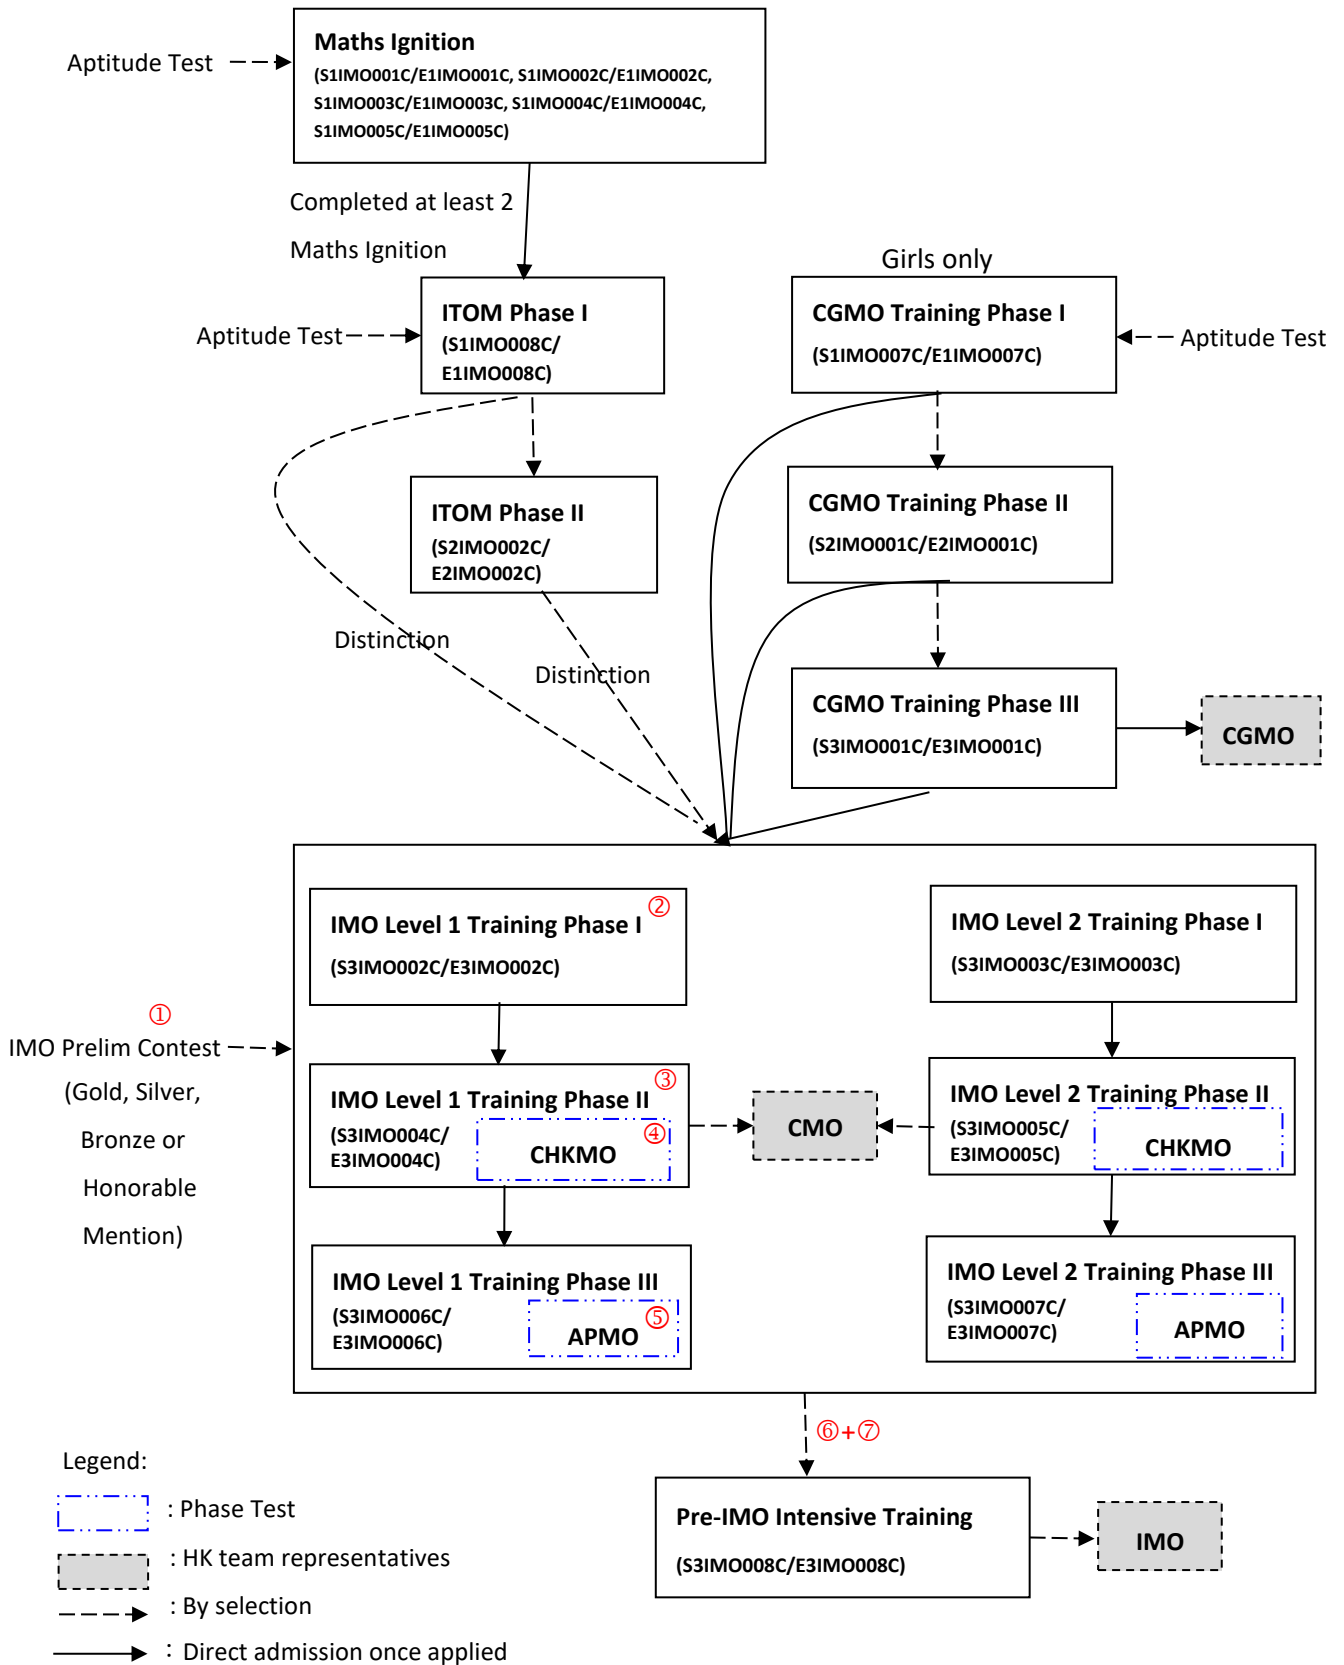 Maths Ignition
(S1IMO001C/E1IMO001C, S1IMO002C/E1IMO002C,
S1IMO003C/E1IMO003C, S1IMO004C/E1IMO004C,
S1IMO005C/E1IMO005C)
Aptitude Test
Completed at least 2
Maths Ignition
Girls only
ITOM Phase I
(S1IMO008C/
E1IMO008C)
Aptitude Test
CGMO Training Phase I
(S1IMO007C/E1IMO007C)
Aptitude Test
ITOM Phase II
(S2IMO002C/
E2IMO002C)
CGMO Training Phase II
(S2IMO001C/E2IMO001C)
Distinction
Distinction
CGMO Training Phase III
(S3IMO001C/E3IMO001C)
CGMO
IMO Level 1 Training Phase I ②
(S3IMO002C/E3IMO002C)
IMO Level 2 Training Phase I
(S3IMO003C/E3IMO003C)
①
IMO Prelim Contest
(Gold, Silver,
Bronze or
Honorable
Mention)
IMO Level 1 Training Phase II ③
(S3IMO004C/
E3IMO004C)
CHKMO ④
CMO
IMO Level 2 Training Phase II
(S3IMO005C/
E3IMO005C)
CHKMO
IMO Level 1 Training Phase III
(S3IMO006C/
E3IMO006C)
APMO ⑤
IMO Level 2 Training Phase III
(S3IMO007C/
E3IMO007C)
APMO
⑥+⑦
Pre-IMO Intensive Training
(S3IMO008C/E3IMO008C)
IMO
Legend:
: Phase Test
: HK team representatives
: By selection
: Direct admission once applied